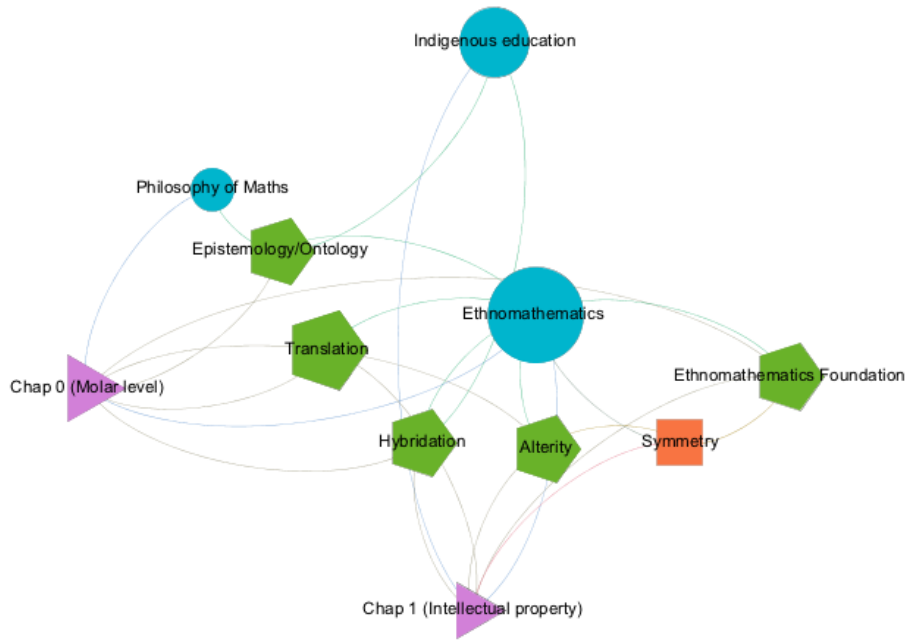 Indigenous education
Philosophy of Maths
Epistemology/Ontology
Ethnomathematics
Translation
Ethnomathematics Foundation
Chap 0 (Molar level)
Hybridation
Alterity
Symmetry
Chap 1 (Intellectual property)